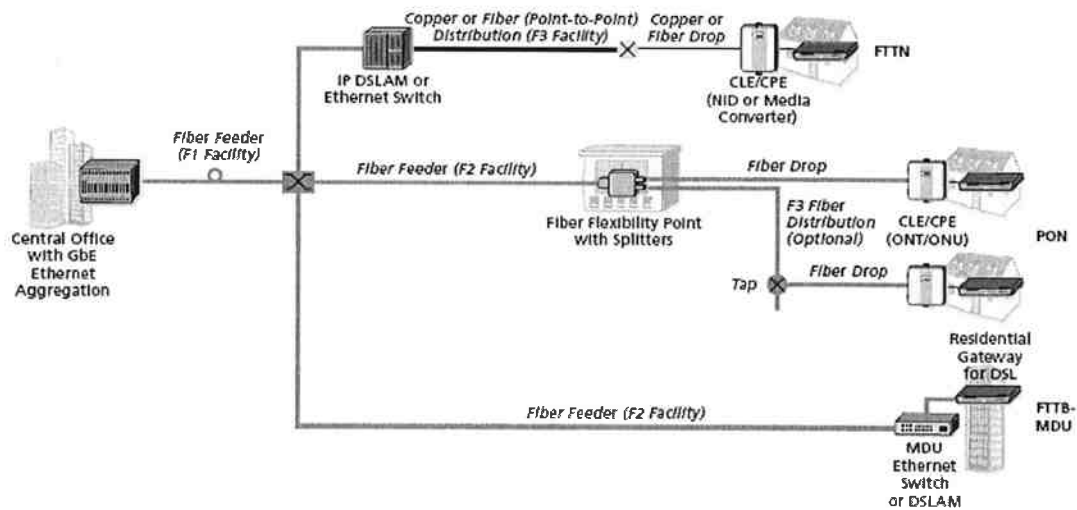 Copper or Fiber (Point-to-Point)
Distribution (F3 Facility)
Copper or
Fiber Drop
FTTN
IP DSLAM or
Ethernet Switch
CLE/CPE
(NID or Media
Converter)
Fiber Feeder
(F1 Facility)
Fiber Feeder (F2 Facility)
Fiber Drop
Central Office
with GbE
Ethernet
Aggregation
Fiber Flexibility Point
with Splitters
F3 Fiber
Distribution
(Optional)
CLE/CPE
(ONT/ONU)
PON
Tap
Fiber Drop
Residential
Gateway
for DSL
Fiber Feeder (F2 Facility)
FTTB-
MDU
MDU
Ethernet
Switch
or DSLAM